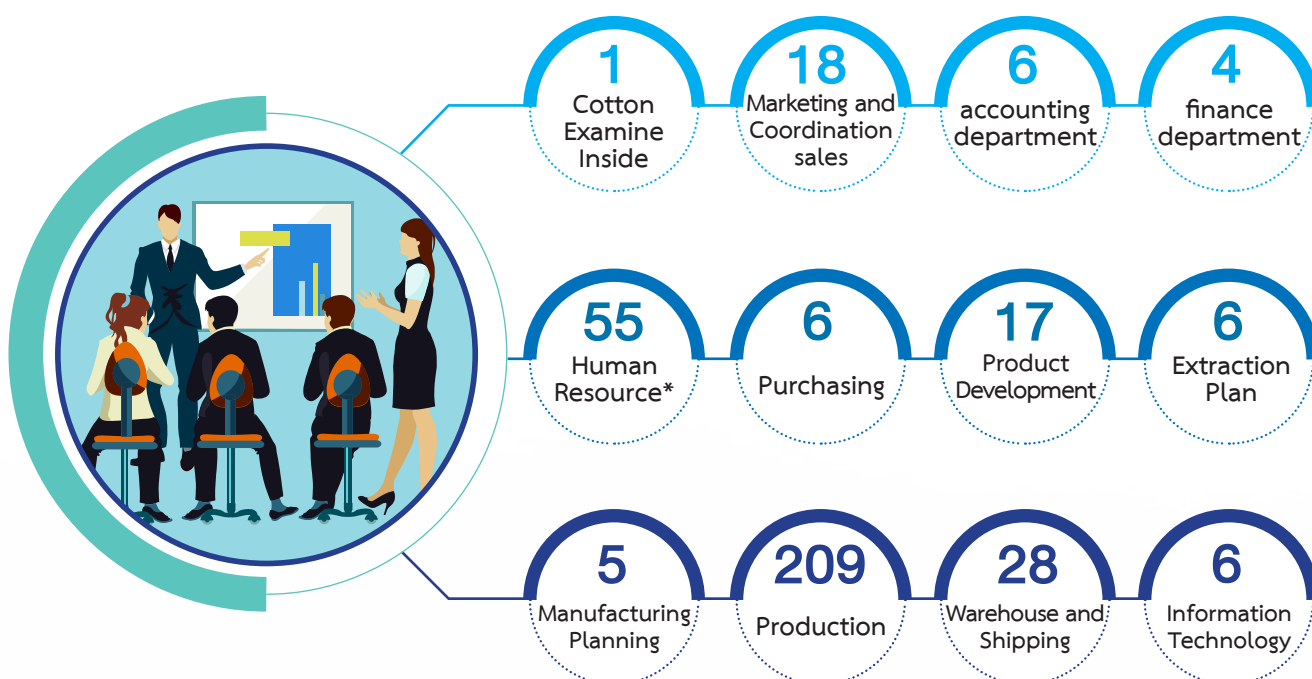 1
Cotton
Examine
Inside
18
Marketing and
Coordination
sales
6
accounting
department
4
finance
department
55
Human
Resource*
6
Purchasing
17
Product
Development
6
Extraction
Plan
5
Manufacturing
Planning
209
Production
28
Warehouse and
Shipping
6
Information
Technology